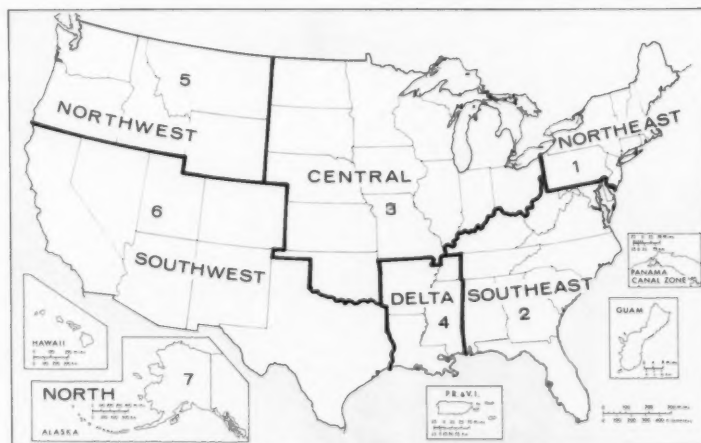 5
NORTHWEST
NORTHEAST
1
CENTRAL
3
6
SOUTHWEST
DELTA
4
SOUTHEAST
2
PANAMA
CANAL ZONE
GUAM
HAWAII
NORTH
7
ALASKA
P.R. & V.I.